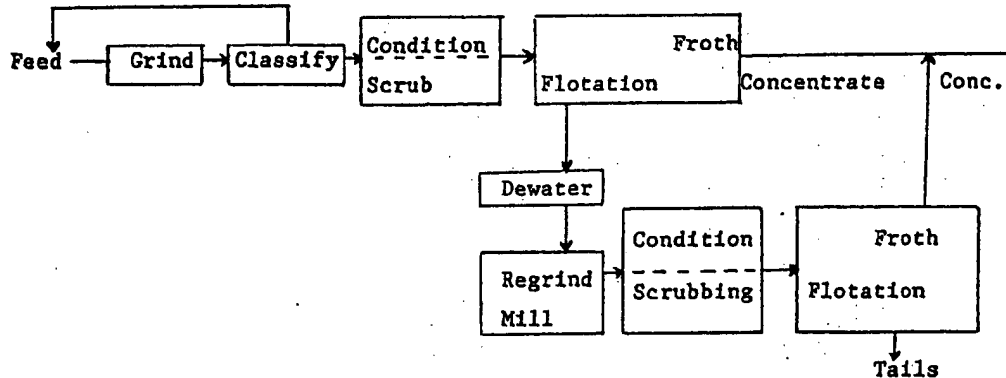 Feed
Grind
Classify
Condition
Scrub
Froth
Flotation
Concentrate
Conc.
Dewater
Regrind
Mill
Condition
Scrubbing
Froth
Flotation
Tails